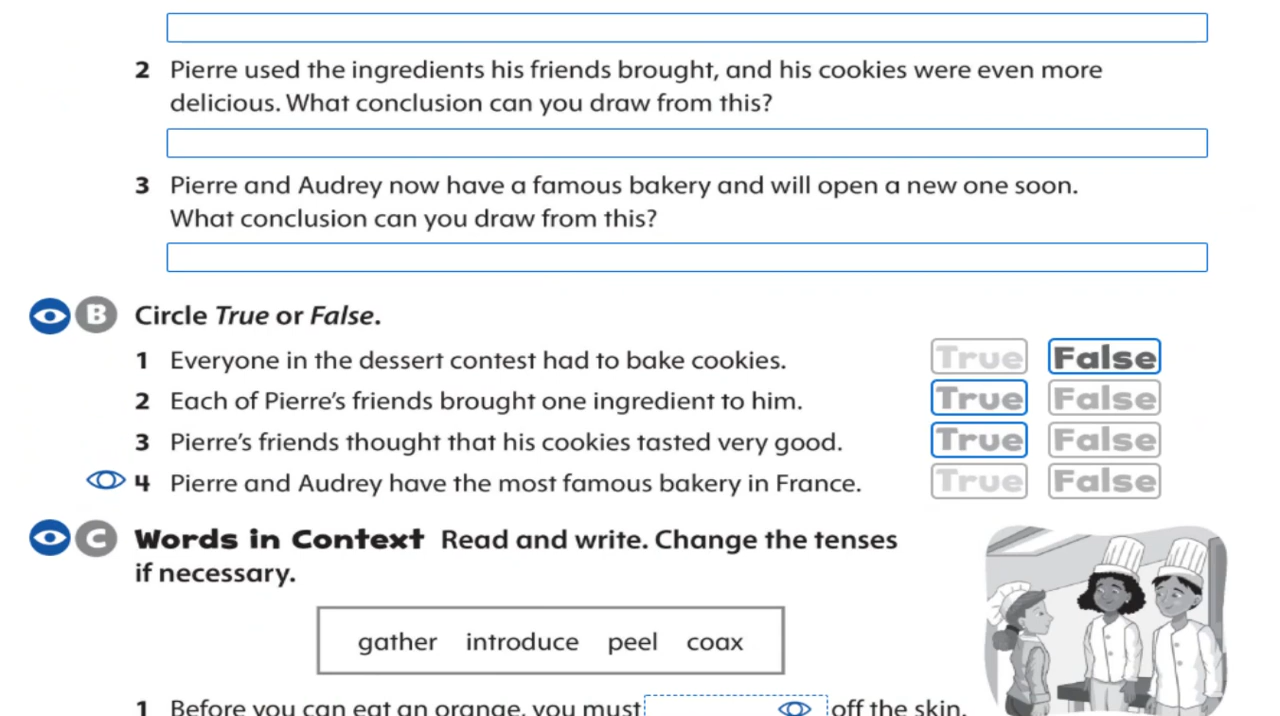 2 Pierre used the ingredients his friends brought, and his cookies were even more
delicious. What conclusion can you draw from this?
3 Pierre and Audrey now have a famous bakery and will open a new one soon.
What conclusion can you draw from this?
B Circle True or False.
1 Everyone in the dessert contest had to bake cookies. True False
2 Each of Pierre's friends brought one ingredient to him. True False
3 Pierre's friends thought that his cookies tasted very good. True False
4 Pierre and Audrey have the most famous bakery in France. True False
C Words in Context Read and write. Change the tenses
if necessary.
gather introduce peel coax
1 Before you can eat an orange, you must off the skin.